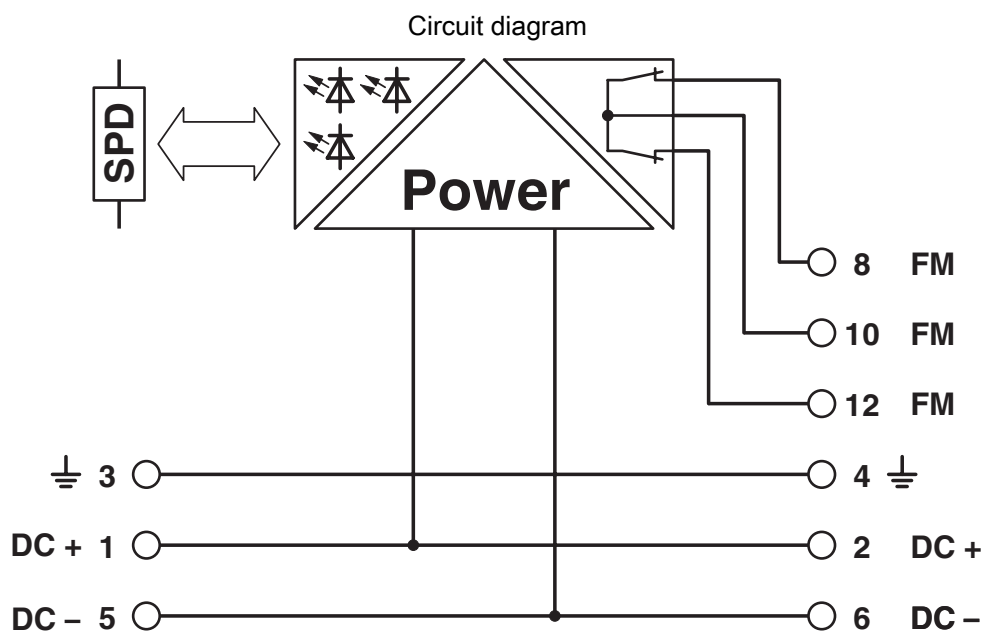 Circuit diagram
SPD
Power
8 FM
10 FM
12 FM
3 4
DC + 1 2 DC +
DC – 5 6 DC –